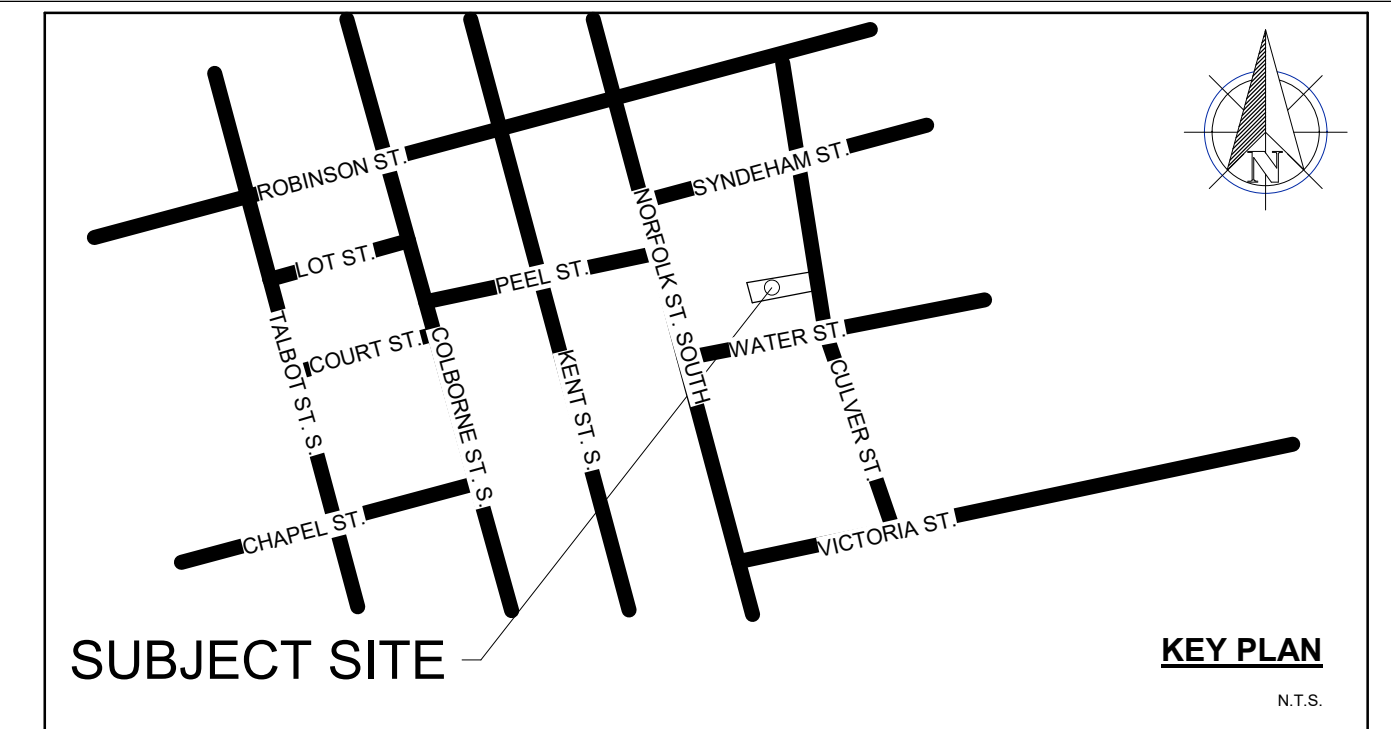 ROBINSON ST.
SYNDEHAM ST.
N
LOT ST.
PEEL ST.
NORFOLK ST. SOUTH
TALBOT ST. S.
COURT ST.
COLBORNE ST. S.
KENT ST. S.
WATER ST.
CULVER ST.
CHAPEL ST.
VICTORIA ST.
SUBJECT SITE
KEY PLAN
N.T.S.